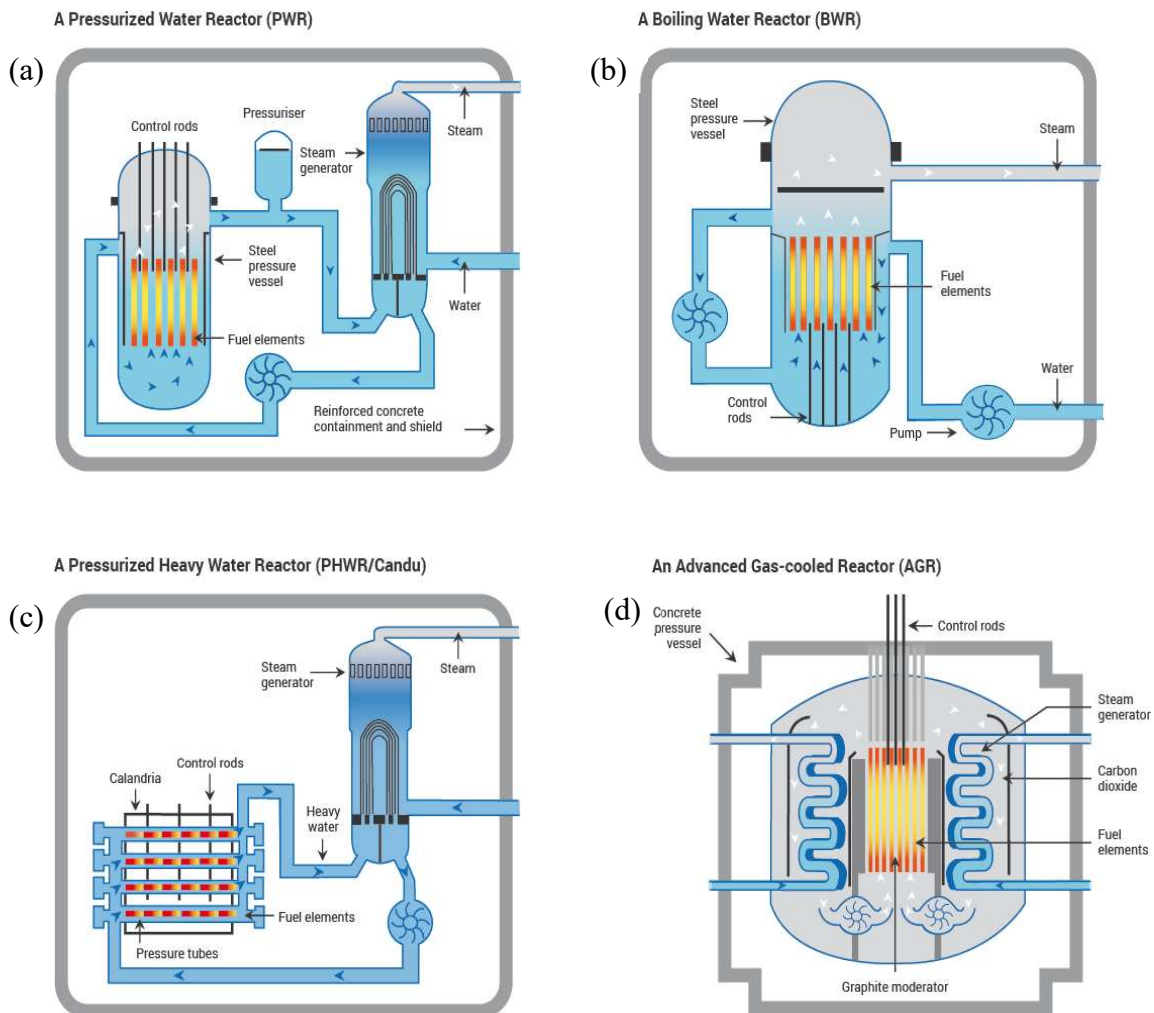 A Pressurized Water Reactor (PWR)
(a)
Control rods
Pressuriser
Steam
generator
Steam
Steel
pressure
vessel
Water
Fuel elements
Reinforced concrete
containment and shield
A Boiling Water Reactor (BWR)
(b)
Steel
pressure
vessel
Steam
Fuel
elements
Water
Control
rods
Pump
A Pressurized Heavy Water Reactor (PHWR/Candu)
(c)
Steam
generator
Steam
Calandria
Control rods
Heavy
water
Fuel elements
Pressure tubes
An Advanced Gas-cooled Reactor (AGR)
(d)
Concrete
pressure
vessel
Control rods
Steam
generator
Carbon
dioxide
Fuel
elements
Graphite moderator